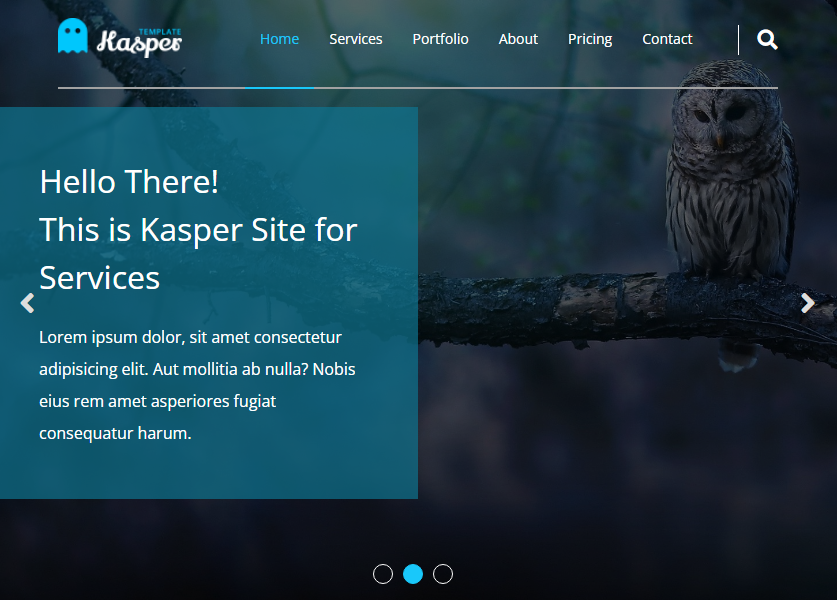 TEMPLATE
Kasper
Home Services Portfolio About Pricing Contact
Hello There!
This is Kasper Site for
Services
Lorem ipsum dolor, sit amet consectetur
adipisicing elit. Aut mollitia ab nulla? Nobis
eius rem amet asperiores fugiat
consequatur harum.